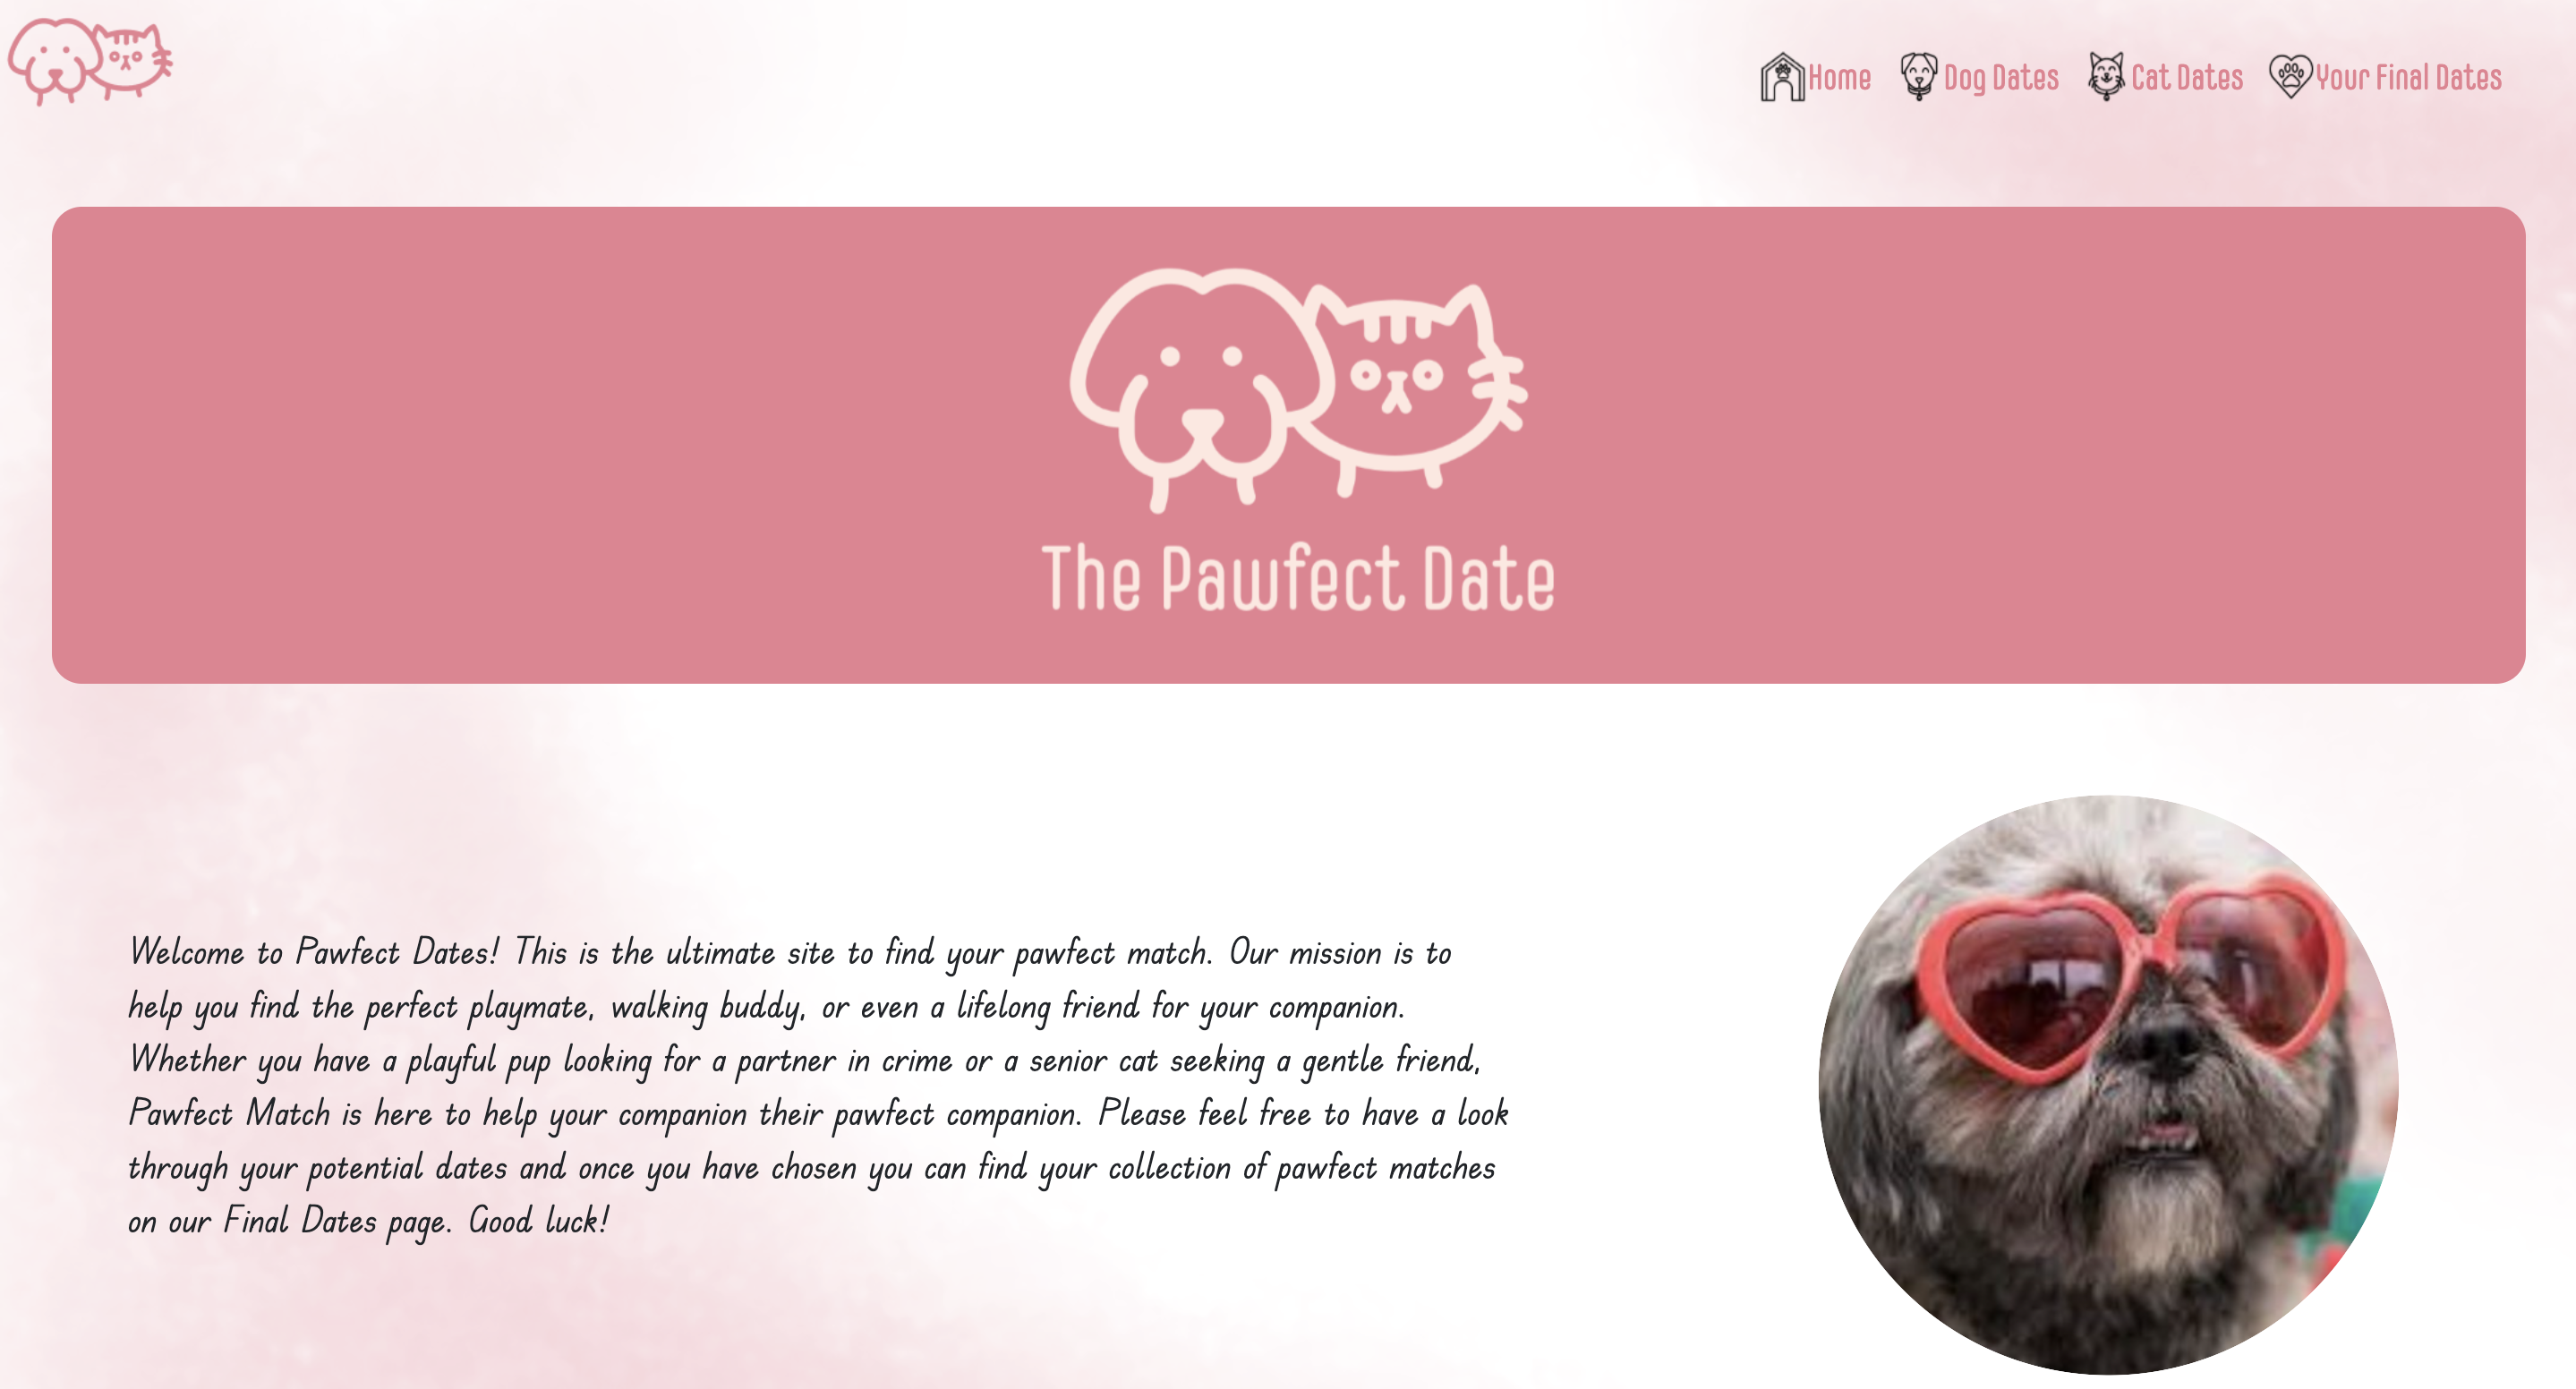 Home Dog Dates Cat Dates Your Final Dates
The Pawfect Date
Welcome to Pawfect Dates! This is the ultimate site to find your pawfect match. Our mission is to
help you find the perfect playmate, walking buddy, or even a lifelong friend for your companion.
Whether you have a playful pup looking for a partner in crime or a senior cat seeking a gentle friend,
Pawfect Match is here to help your companion their pawfect companion. Please feel free to have a look
through your potential dates and once you have chosen you can find your collection of pawfect matches
on our Final Dates page. Good luck!